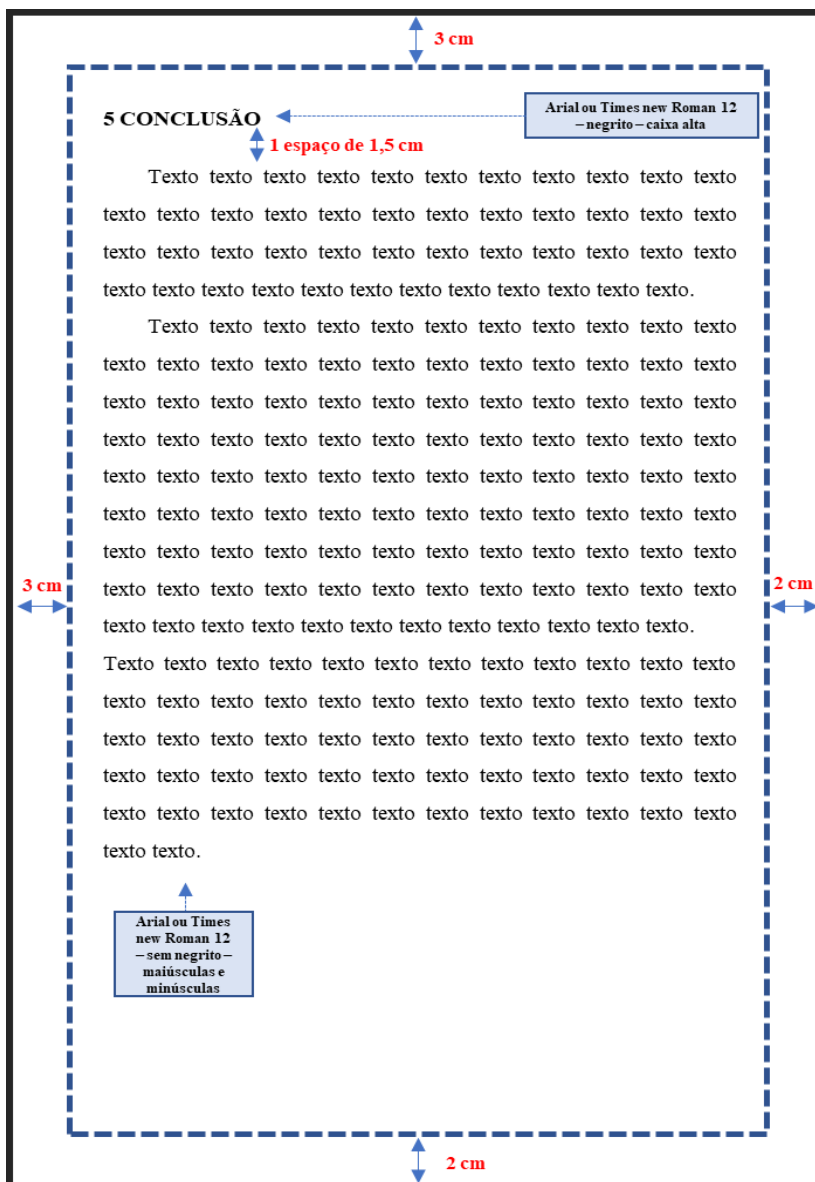 3 cm
5 CONCLUSÃO
Arial ou Times new Roman 12
– negrito – caixa alta
1 espaço de 1,5 cm
Texto texto texto texto texto texto texto texto texto texto texto
texto texto texto texto texto texto texto texto texto texto texto texto
texto texto texto texto texto texto texto texto texto texto texto texto
texto texto texto texto texto texto texto texto texto texto texto texto.
Texto texto texto texto texto texto texto texto texto texto texto
texto texto texto texto texto texto texto texto texto texto texto texto
texto texto texto texto texto texto texto texto texto texto texto texto
texto texto texto texto texto texto texto texto texto texto texto texto
texto texto texto texto texto texto texto texto texto texto texto texto
texto texto texto texto texto texto texto texto texto texto texto texto
texto texto texto texto texto texto texto texto texto texto texto texto
texto texto texto texto texto texto texto texto texto texto texto texto
texto texto texto texto texto texto texto texto texto texto texto texto.
3 cm
2 cm
Texto texto texto texto texto texto texto texto texto texto texto texto
texto texto texto texto texto texto texto texto texto texto texto texto
texto texto texto texto texto texto texto texto texto texto texto texto
texto texto texto texto texto texto texto texto texto texto texto texto
texto texto texto texto texto texto texto texto texto texto texto texto
texto texto.
Arial ou Times
new Roman 12
– sem negrito –
maiúsculas e
minúsculas
2 cm